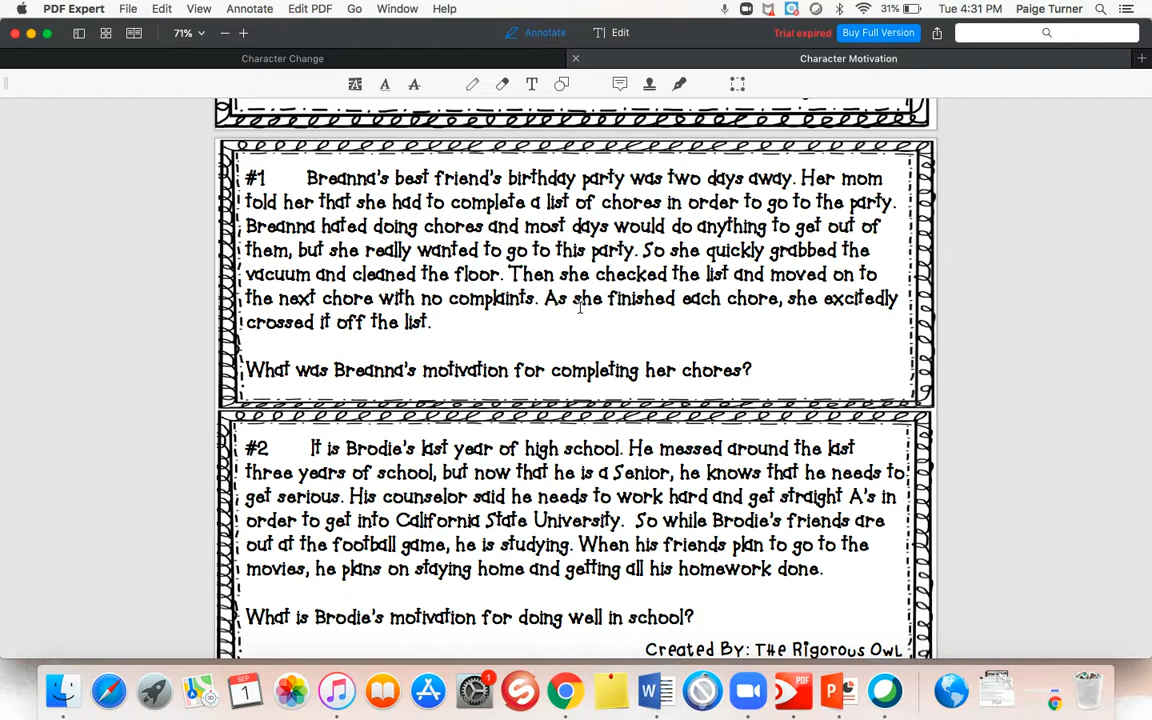 PDF Expert File Edit View Annotate Edit PDF Go Window Help 31% Tue 4:31 PM Paige Turner
71% Annotate Edit Trial expired Buy Full Version
Character Change Character Motivation
#1 Breanna's best friend's birthday party was two days away. Her mom
told her that she had to complete a list of chores in order to go to the party.
Breanna hated doing chores and most days would do anything to get out of
them, but she really wanted to go to this party. So she quickly grabbed the
vacuum and cleaned the floor. Then she checked the list and moved on to
the next chore with no complaints. As she finished each chore, she excitedly
crossed it off the list.
What was Breanna's motivation for completing her chores?
#2 It is Brodie's last year of high school. He messed around the last
three years of school, but now that he is a Senior, he knows that he needs to
get serious. His counselor said he needs to work hard and get straight A's in
order to get into California State University. So while Brodie's friends are
out at the football game, he is studying. When his friends plan to go to the
movies, he plans on staying home and getting all his homework done.
What is Brodie's motivation for doing well in school?
Created By: The Rigorous Owl
SEP
1
1
W
PDF
P